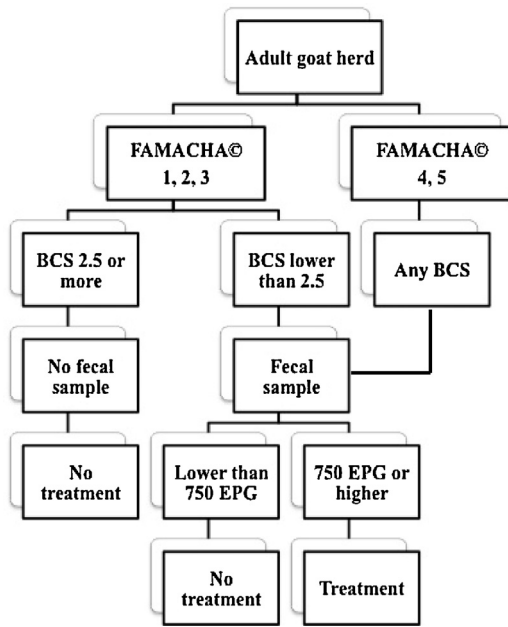 Adult goat herd
FAMACHA©
1, 2, 3
FAMACHA©
4, 5
BCS 2.5 or
more
BCS lower
than 2.5
Any BCS
No fecal
sample
Fecal
sample
No
treatment
Lower than
750 EPG
750 EPG or
higher
No
treatment
Treatment